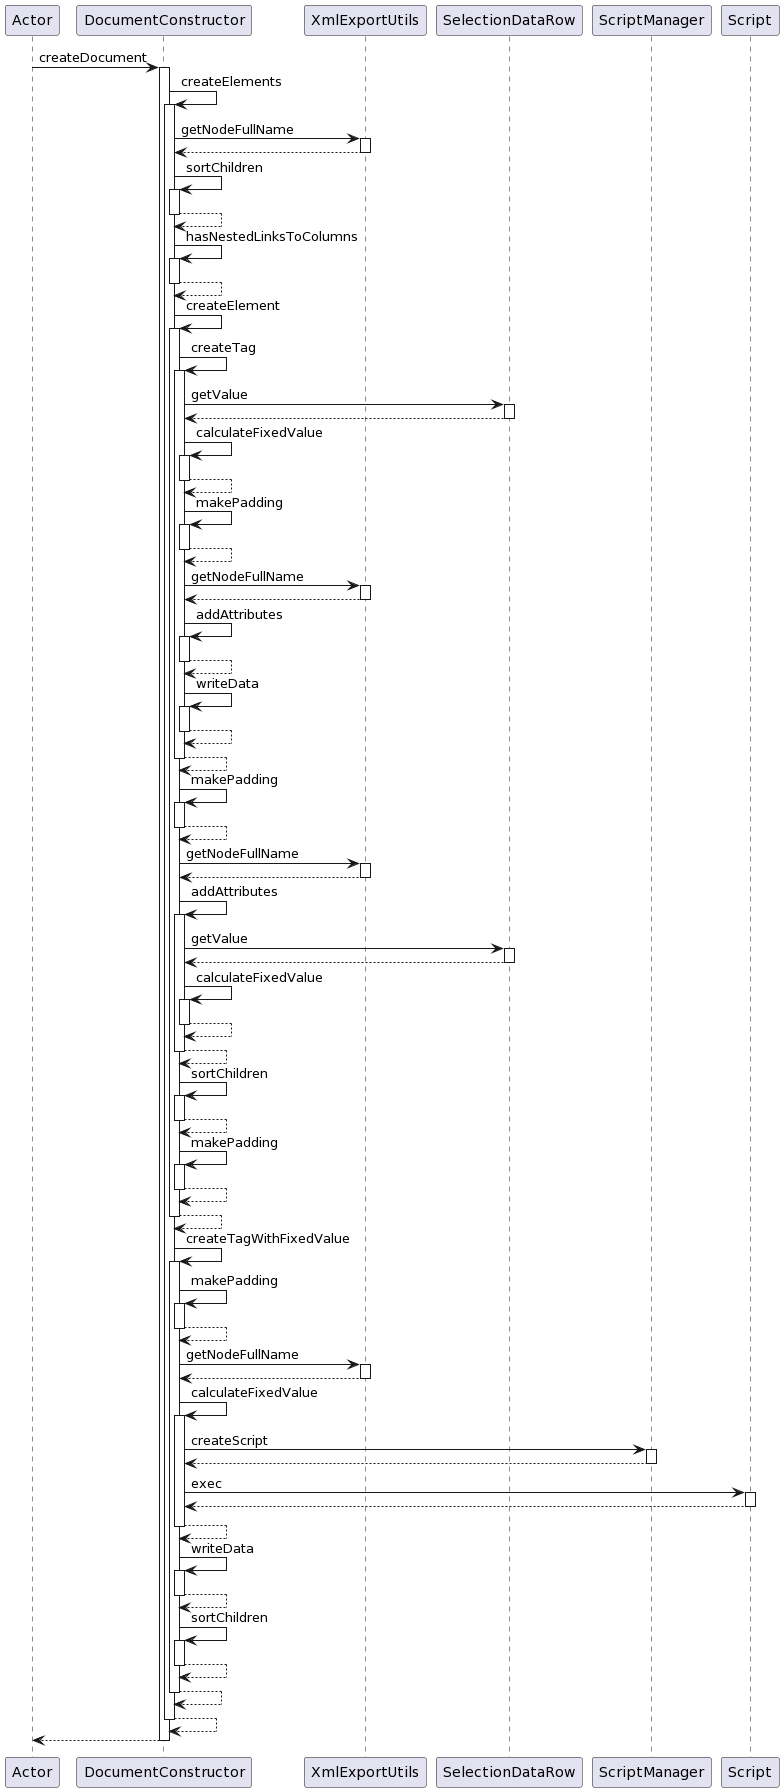 Actor DocumentConstructor XmlExportUtils SelectionDataRow ScriptManager Script
createDocument
createElements
getNodeFullName
sortChildren
hasNestedLinksToColumns
createElement
createTag
getValue
calculateFixedValue
makePadding
getNodeFullName
addAttributes
writeData
makePadding
getNodeFullName
addAttributes
getValue
calculateFixedValue
sortChildren
makePadding
createTagWithFixedValue
makePadding
getNodeFullName
calculateFixedValue
createScript
exec
writeData
sortChildren
Actor DocumentConstructor XmlExportUtils SelectionDataRow ScriptManager Script